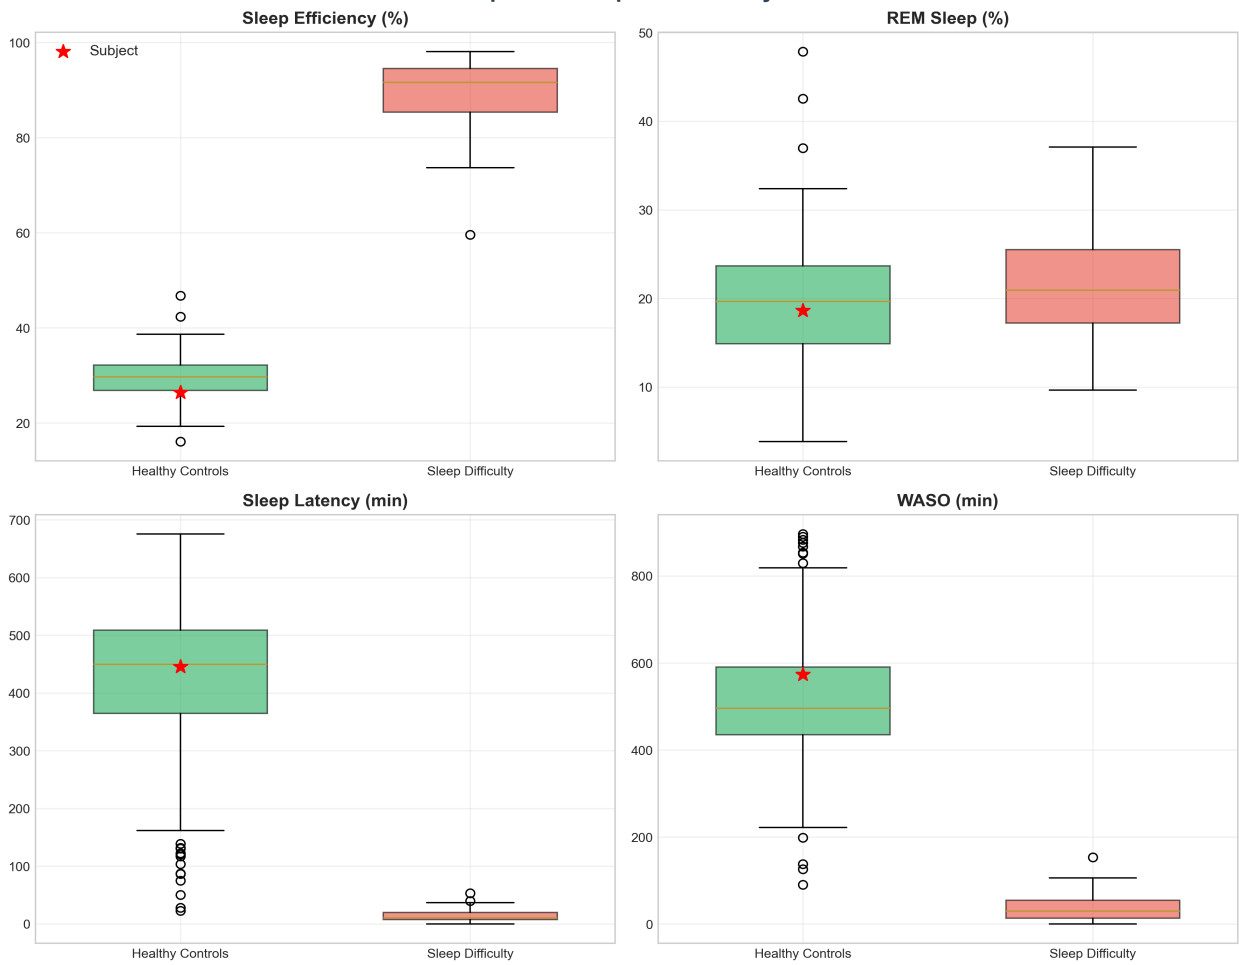 Sleep Efficiency (%)
100
80
60
40
20
Subject
Healthy Controls
Sleep Difficulty
REM Sleep (%)
50
40
30
20
10
Healthy Controls
Sleep Difficulty
Sleep Latency (min)
700
600
500
400
300
200
100
0
Healthy Controls
Sleep Difficulty
WASO (min)
800
600
400
200
0
Healthy Controls
Sleep Difficulty